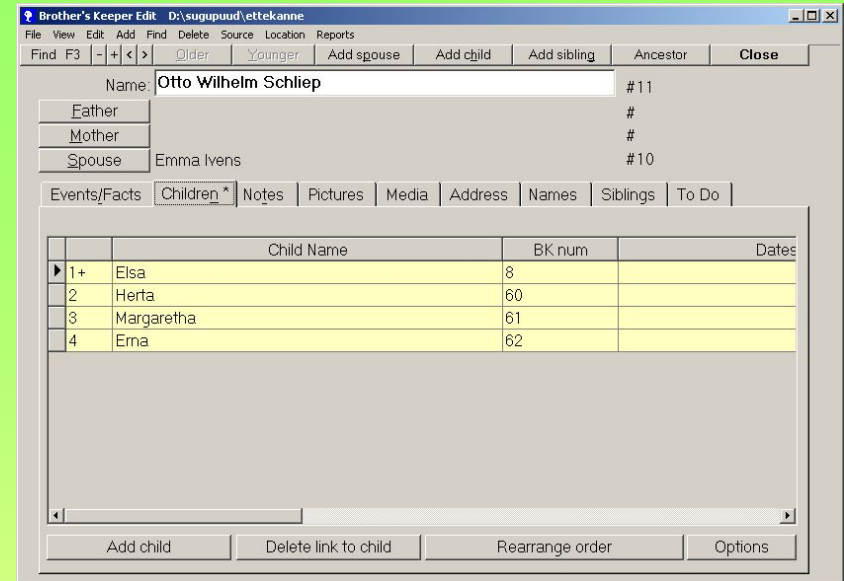 Brother's Keeper Edit D:\sugupuud\ettekanne
File View Edit Add Find Delete Source Location Reports
Find F3 - + < > Older Younger Add spouse Add child Add sibling Ancestor Close
Name: Otto Wilhelm Schliep #11
Father #
Mother #
Spouse Emma Ivens #10
Events/Facts Children * Notes Pictures Media Address Names Siblings To Do
Child Name BK num Dates
1+ Elsa 8
2 Herta 60
3 Margaretha 61
4 Erna 62
Add child Delete link to child Rearrange order Options